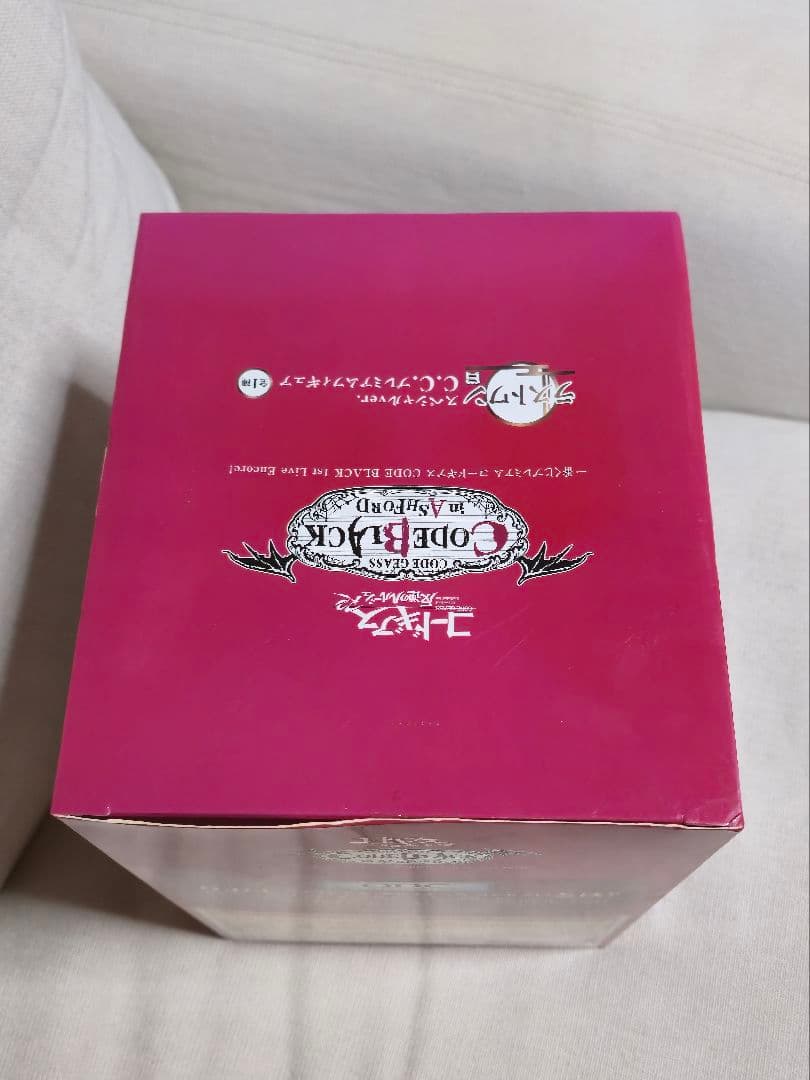 コードギアス
反逆のルルーシュR2
CODE GEASS
CODE BLACK
in ASHFORD
一番くじプレミアム コードギアス CODE BLACK 1st Live Encore!
ラストワン賞
スペシャルver.
C.C.プレミアムフィギュア 全1種